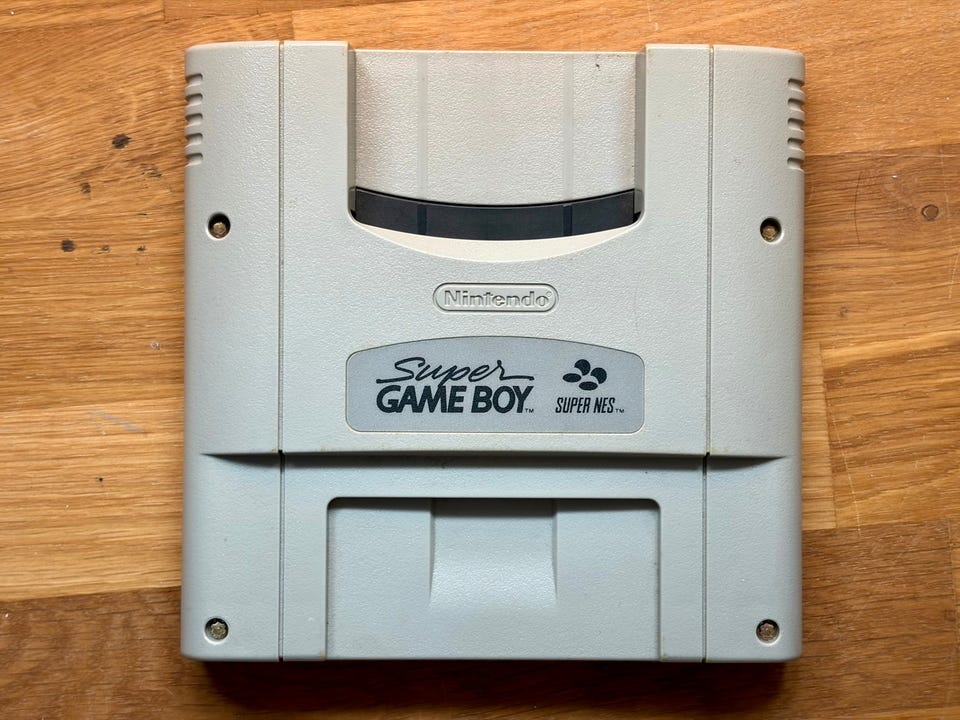 Nintendo®
Super
GAME BOY™
SUPER NES™